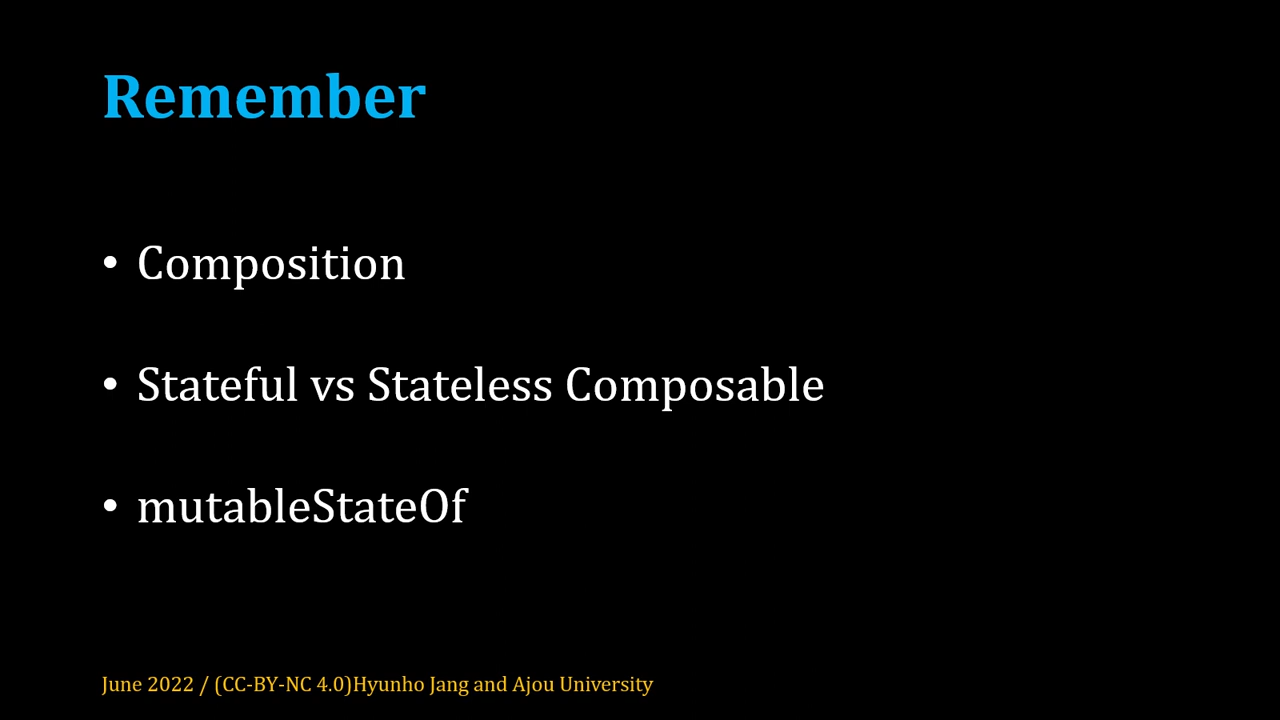 Remember
• Composition
• Stateful vs Stateless Composable
• mutableStateOf
June 2022 / (CC-BY-NC 4.0)Hyunho Jang and Ajou University